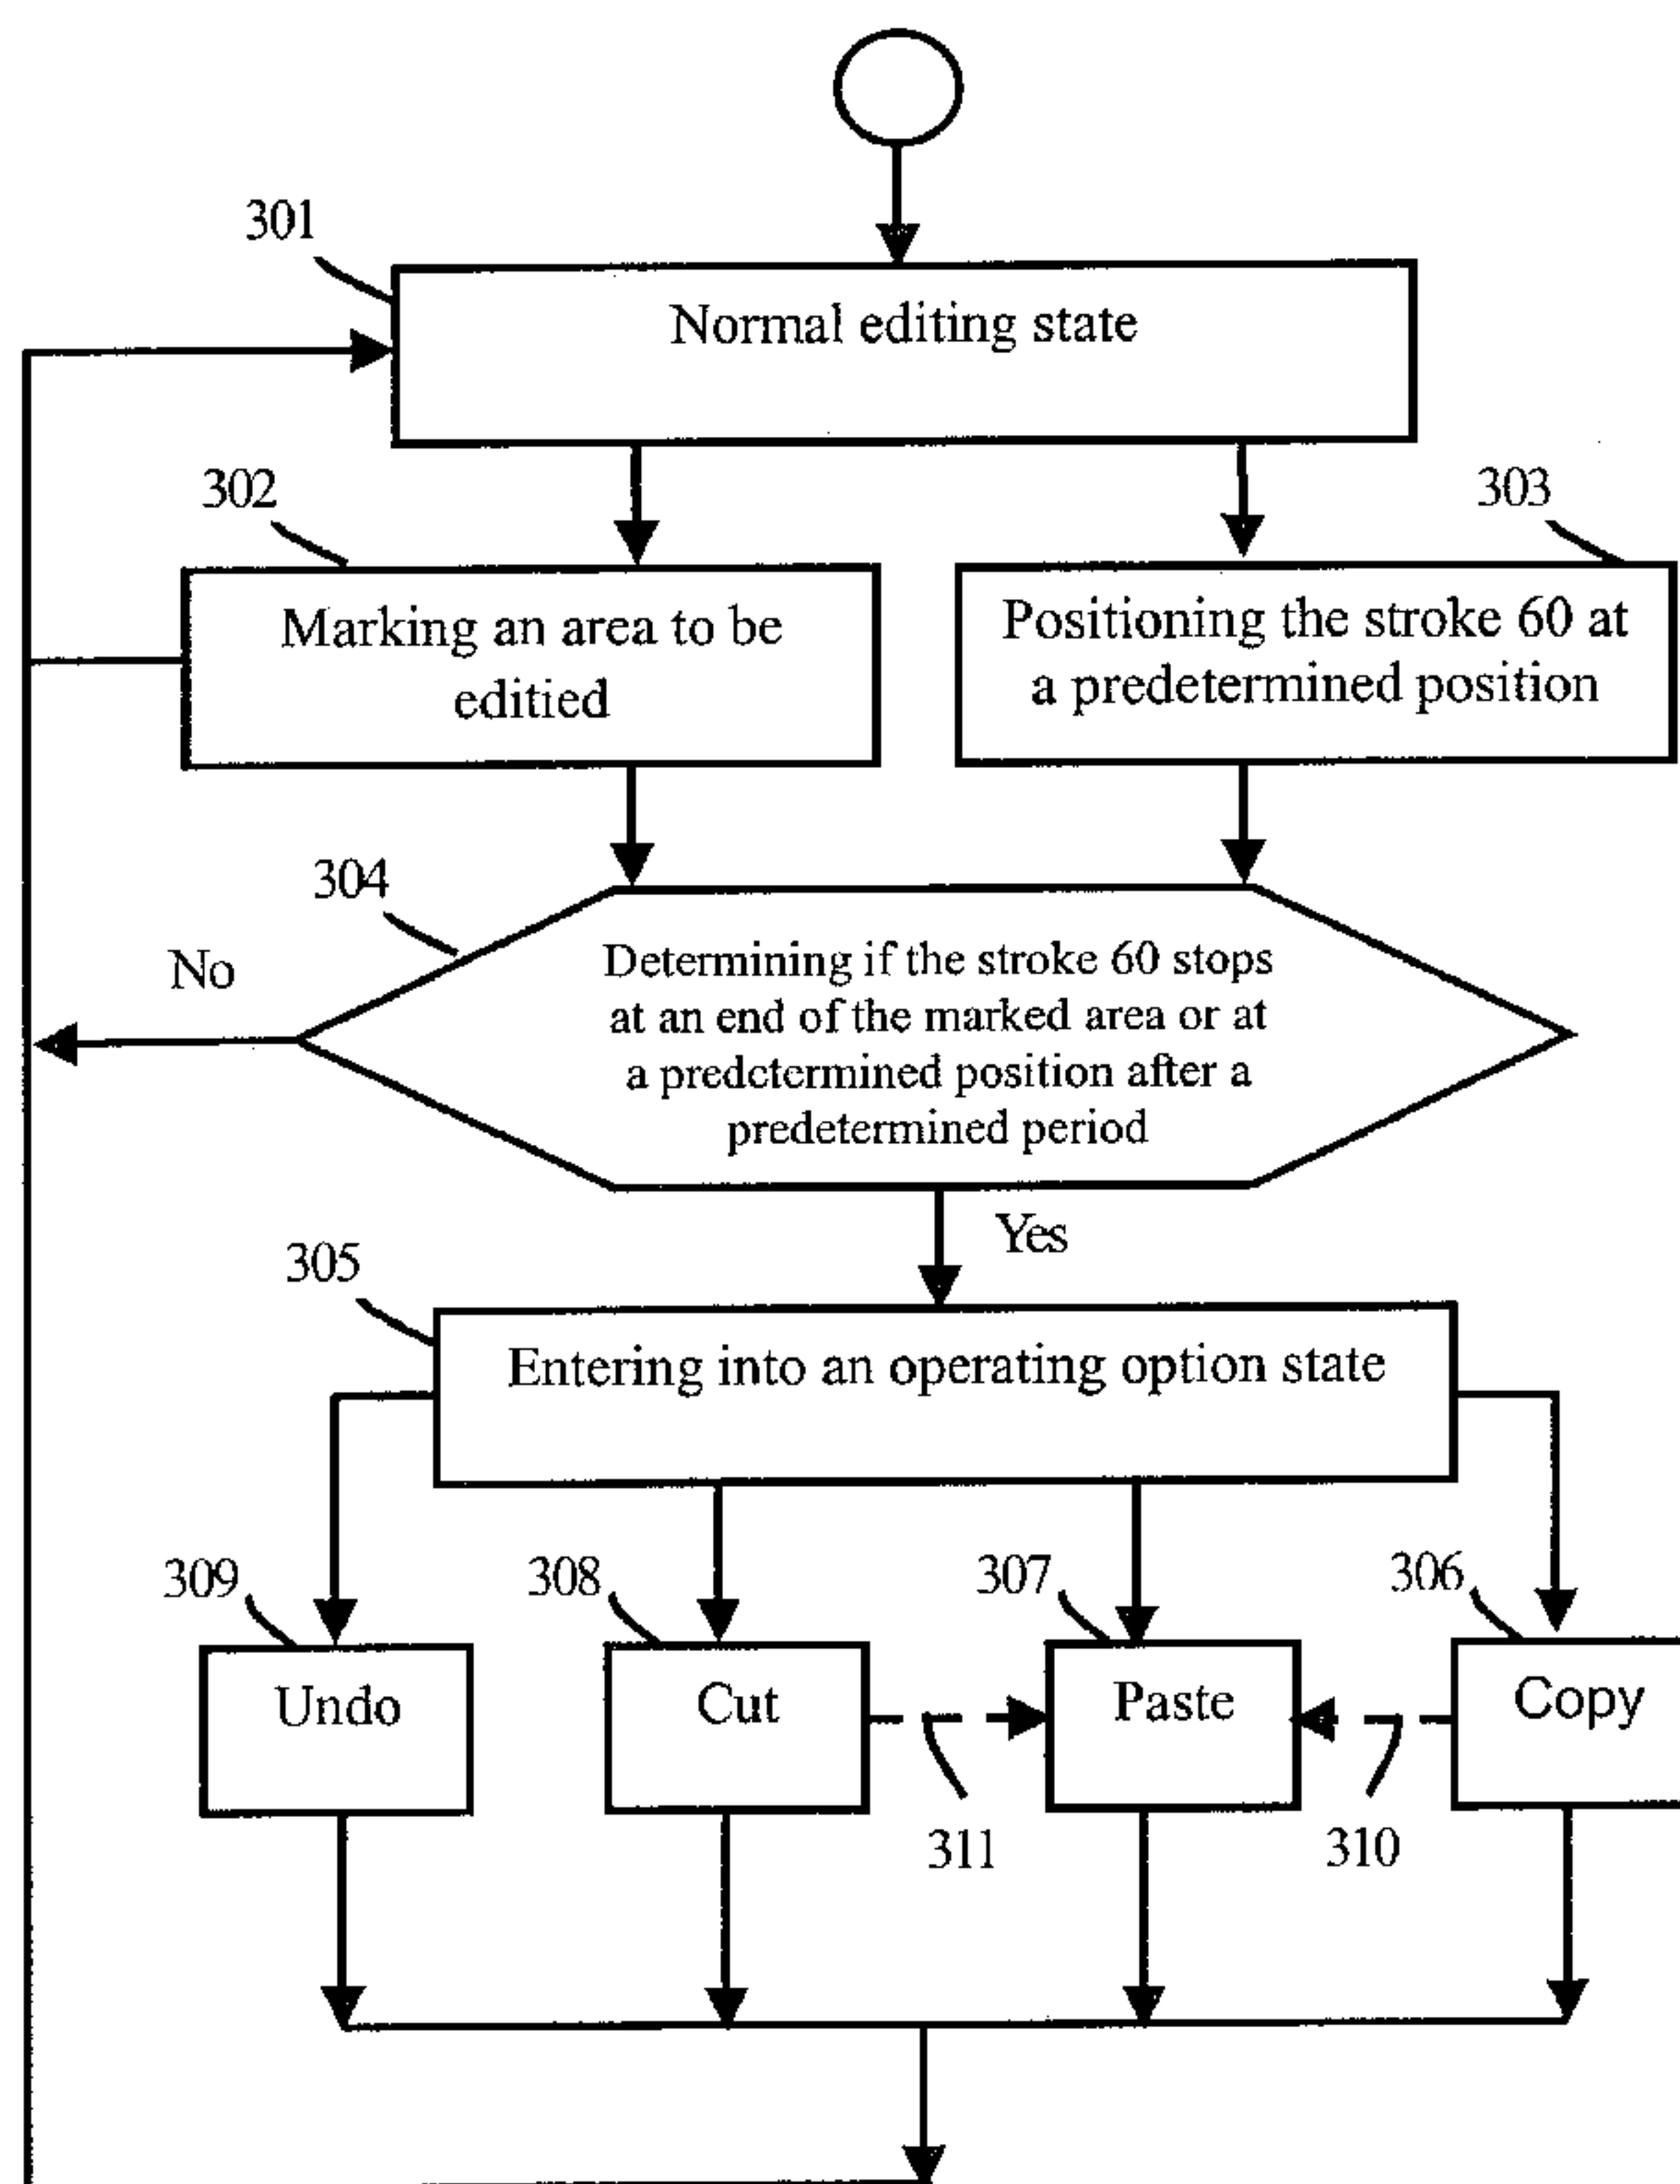 301
Normal editing state
302
303
Marking an area to be
editied
Positioning the stroke 60 at
a predetermined position
304
No
Determining if the stroke 60 stops
at an end of the marked area or at
a predetermined position after a
predetermined period
Yes
305
Entering into an operating option state
309
308
307
306
Undo
Cut
Paste
Copy
311
310